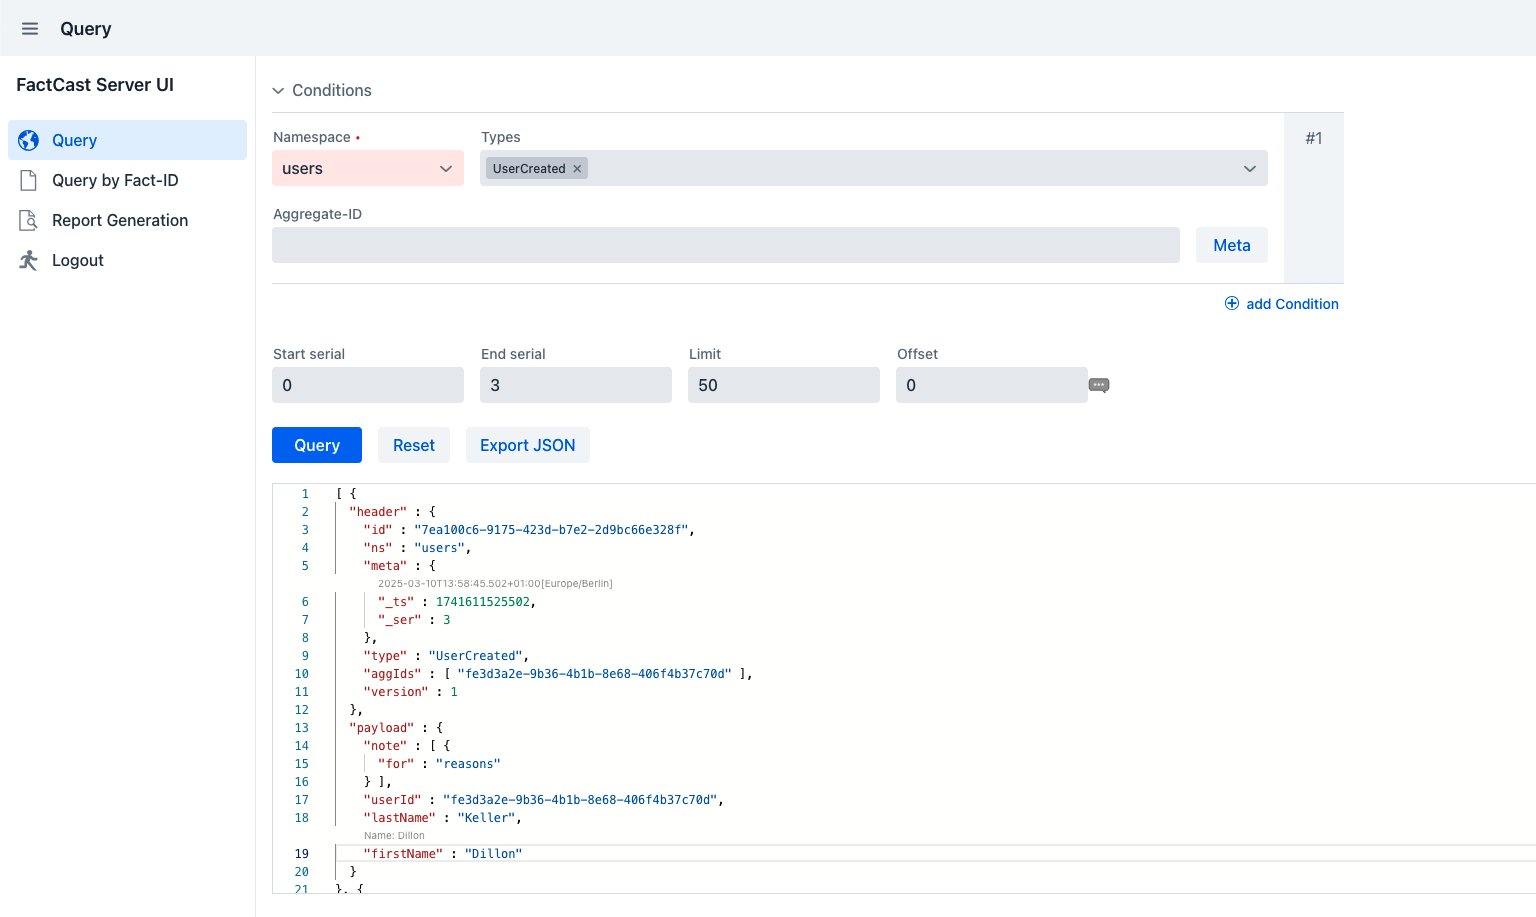 Query
FactCast Server UI
Query
Query by Fact-ID
Report Generation
Logout
Conditions
Namespace •
Types
#1
users
UserCreated ×
Aggregate-ID
Meta
add Condition
Start serial
End serial
Limit
Offset
0
3
50
0
Query
Reset
Export JSON
1 [ {
2 "header" : {
3 "id" : "7ea100c6-9175-423d-b7e2-2d9bc66e328f",
4 "ns" : "users",
5 "meta" : {
2025-03-10T13:58:45.502+01:00[Europe/Berlin]
6 "_ts" : 1741611525502,
7 "_ser" : 3
8 },
9 "type" : "UserCreated",
10 "aggIds" : [ "fe3d3a2e-9b36-4b1b-8e68-406f4b37c70d" ],
11 "version" : 1
12 },
13 "payload" : {
14 "note" : [ {
15 "for" : "reasons"
16 } ],
17 "userId" : "fe3d3a2e-9b36-4b1b-8e68-406f4b37c70d",
18 "lastName" : "Keller",
Name: Dillon
19 "firstName" : "Dillon"
20 }
21 }, {